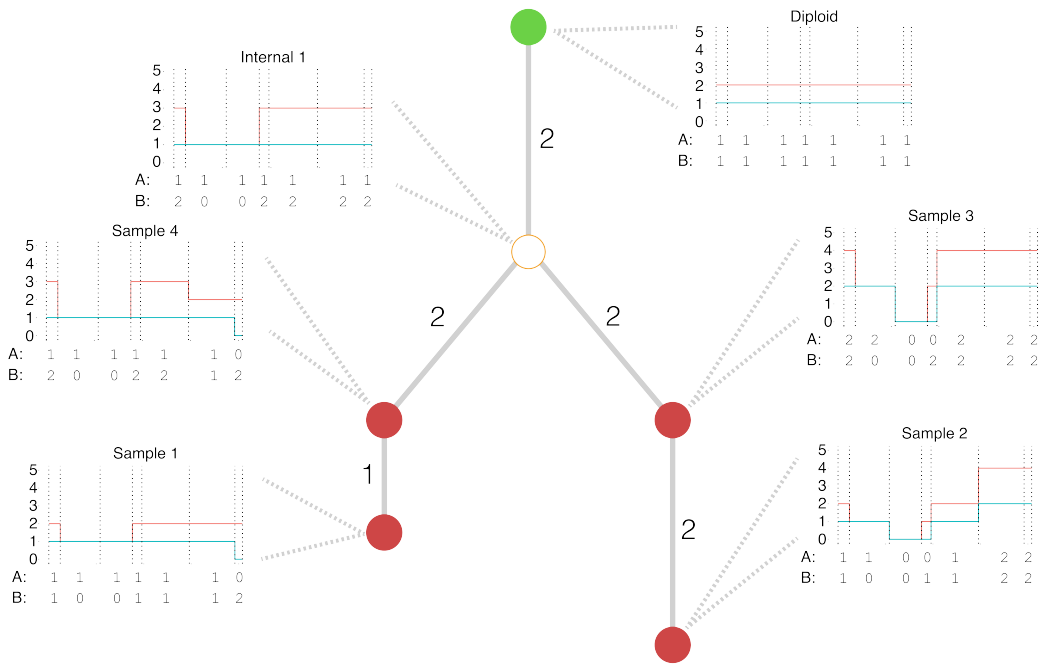 Diploid
5
4
3
2
1
0
A: 1 1 1 1 1 1 1
B: 1 1 1 1 1 1 1
Internal 1
5
4
3
2
1
0
A: 1 1 1 1 1 1 1
B: 2 0 0 2 2 2 2
2
Sample 4
5
4
3
2
1
0
A: 1 1 1 1 1 1 0
B: 2 0 0 2 2 1 2
Sample 3
5
4
3
2
1
0
A: 2 2 0 0 2 2 2
B: 2 0 0 2 2 2 2
2
2
Sample 1
5
4
3
2
1
0
A: 1 1 1 1 1 1 0
B: 1 0 0 1 1 1 2
1
Sample 2
5
4
3
2
1
0
A: 1 1 0 0 1 2 2
B: 1 0 0 1 1 2 2
2